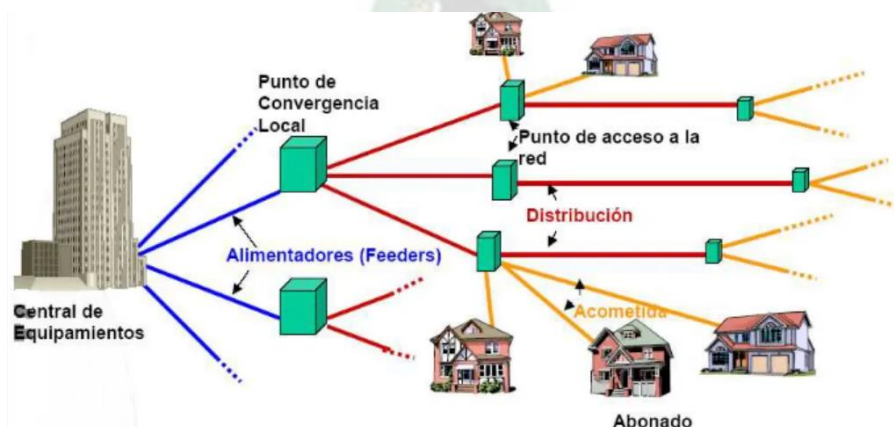 Punto de
Convergencia
Local
Punto de acceso a la
red
Distribución
Alimentadores (Feeders)
Central de
Equipamientos
Acometida
Abonado